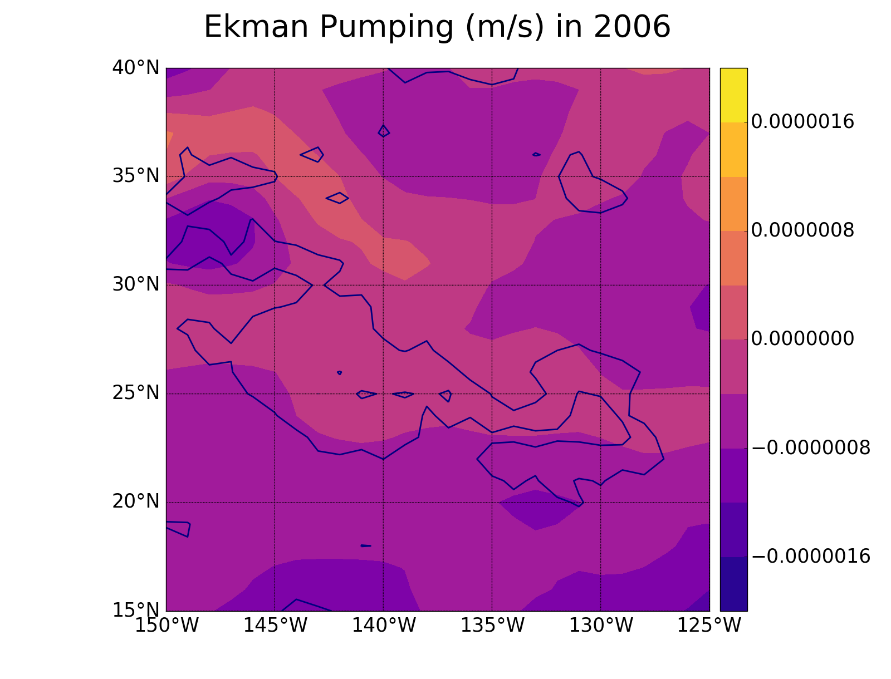 Ekman Pumping (m/s) in 2006
40°N
35°N
30°N
25°N
20°N
15°N
150°W 145°W 140°W 135°W 130°W 125°W
0.0000016
0.0000008
0.0000000
−0.0000008
−0.0000016